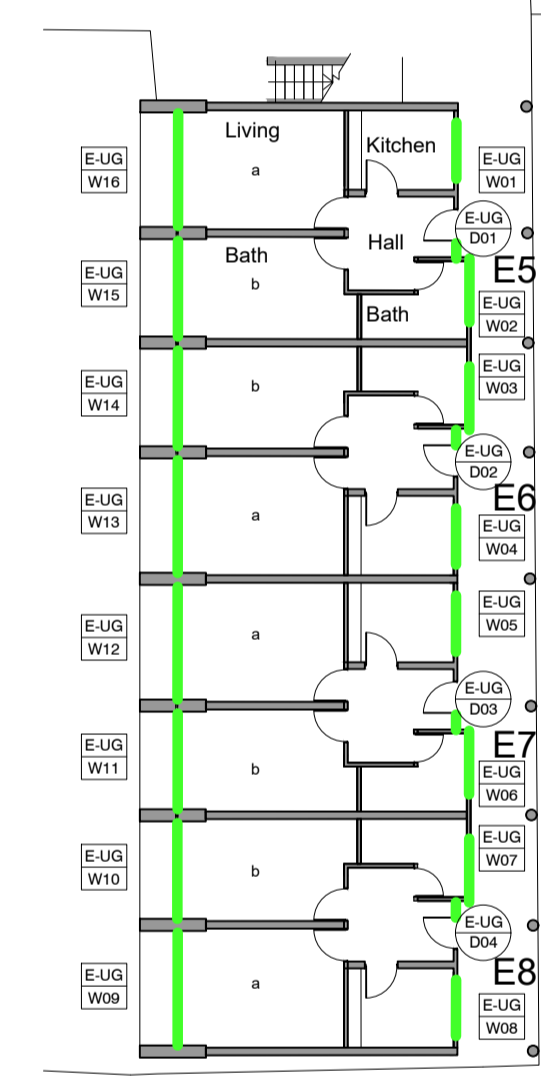 Living
Kitchen
a
E-UG
W16
E-UG
W01
E-UG
D01
Hall
Bath
b
E5
E-UG
W15
Bath
E-UG
W02
E-UG
W03
b
E-UG
W14
E-UG
D02
E6
a
E-UG
W13
E-UG
W04
E-UG
W05
a
E-UG
W12
E-UG
D03
E7
b
E-UG
W11
E-UG
W06
E-UG
W07
b
E-UG
W10
E-UG
D04
E8
a
E-UG
W09
E-UG
W08